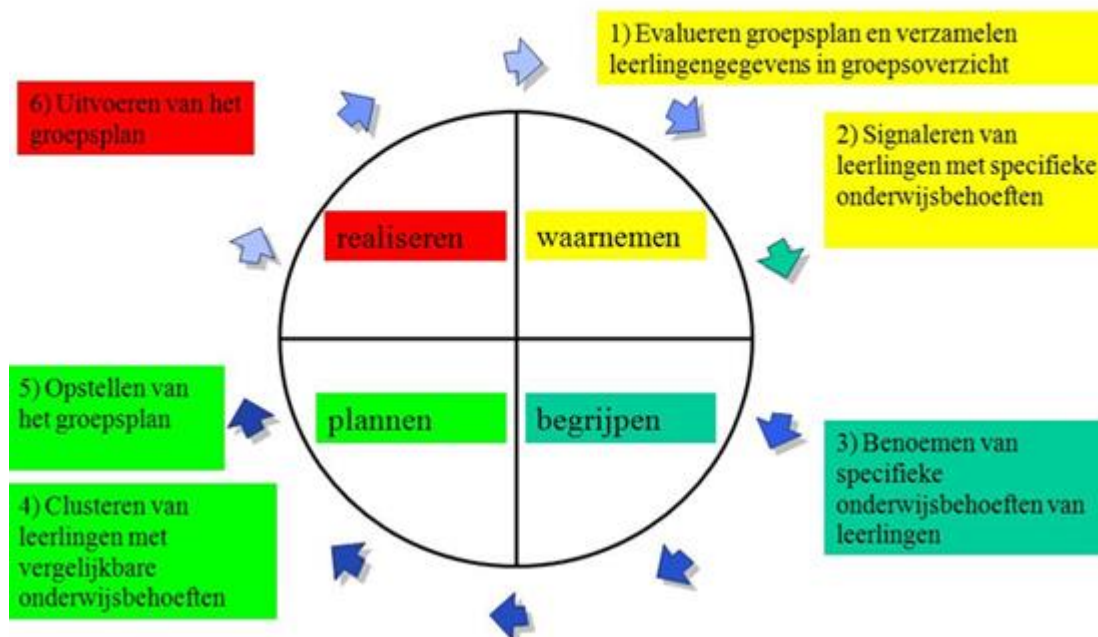 1) Evalueren groepsplan en verzamelen
leerlingengegevens in groepsoverzicht
6) Uitvoeren van het
groepsplan
2) Signaleren van
leerlingen met specifieke
onderwijsbehoeften
realiseren
waarnemen
5) Opstellen van
het groepsplan
plannen
begrijpen
3) Benoemen van
specifieke
onderwijsbehoeften van
leerlingen
4) Clusteren van
leerlingen met
vergelijkbare
onderwijsbehoeften